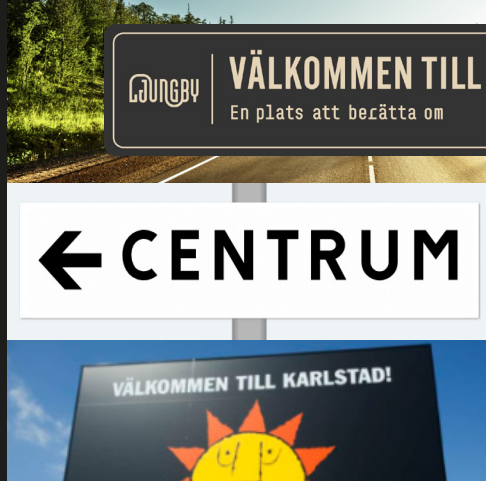 LJUNGBY
VÄLKOMMEN TILL
En plats att berätta om
← CENTRUM
VÄLKOMMEN TILL KARLSTAD!